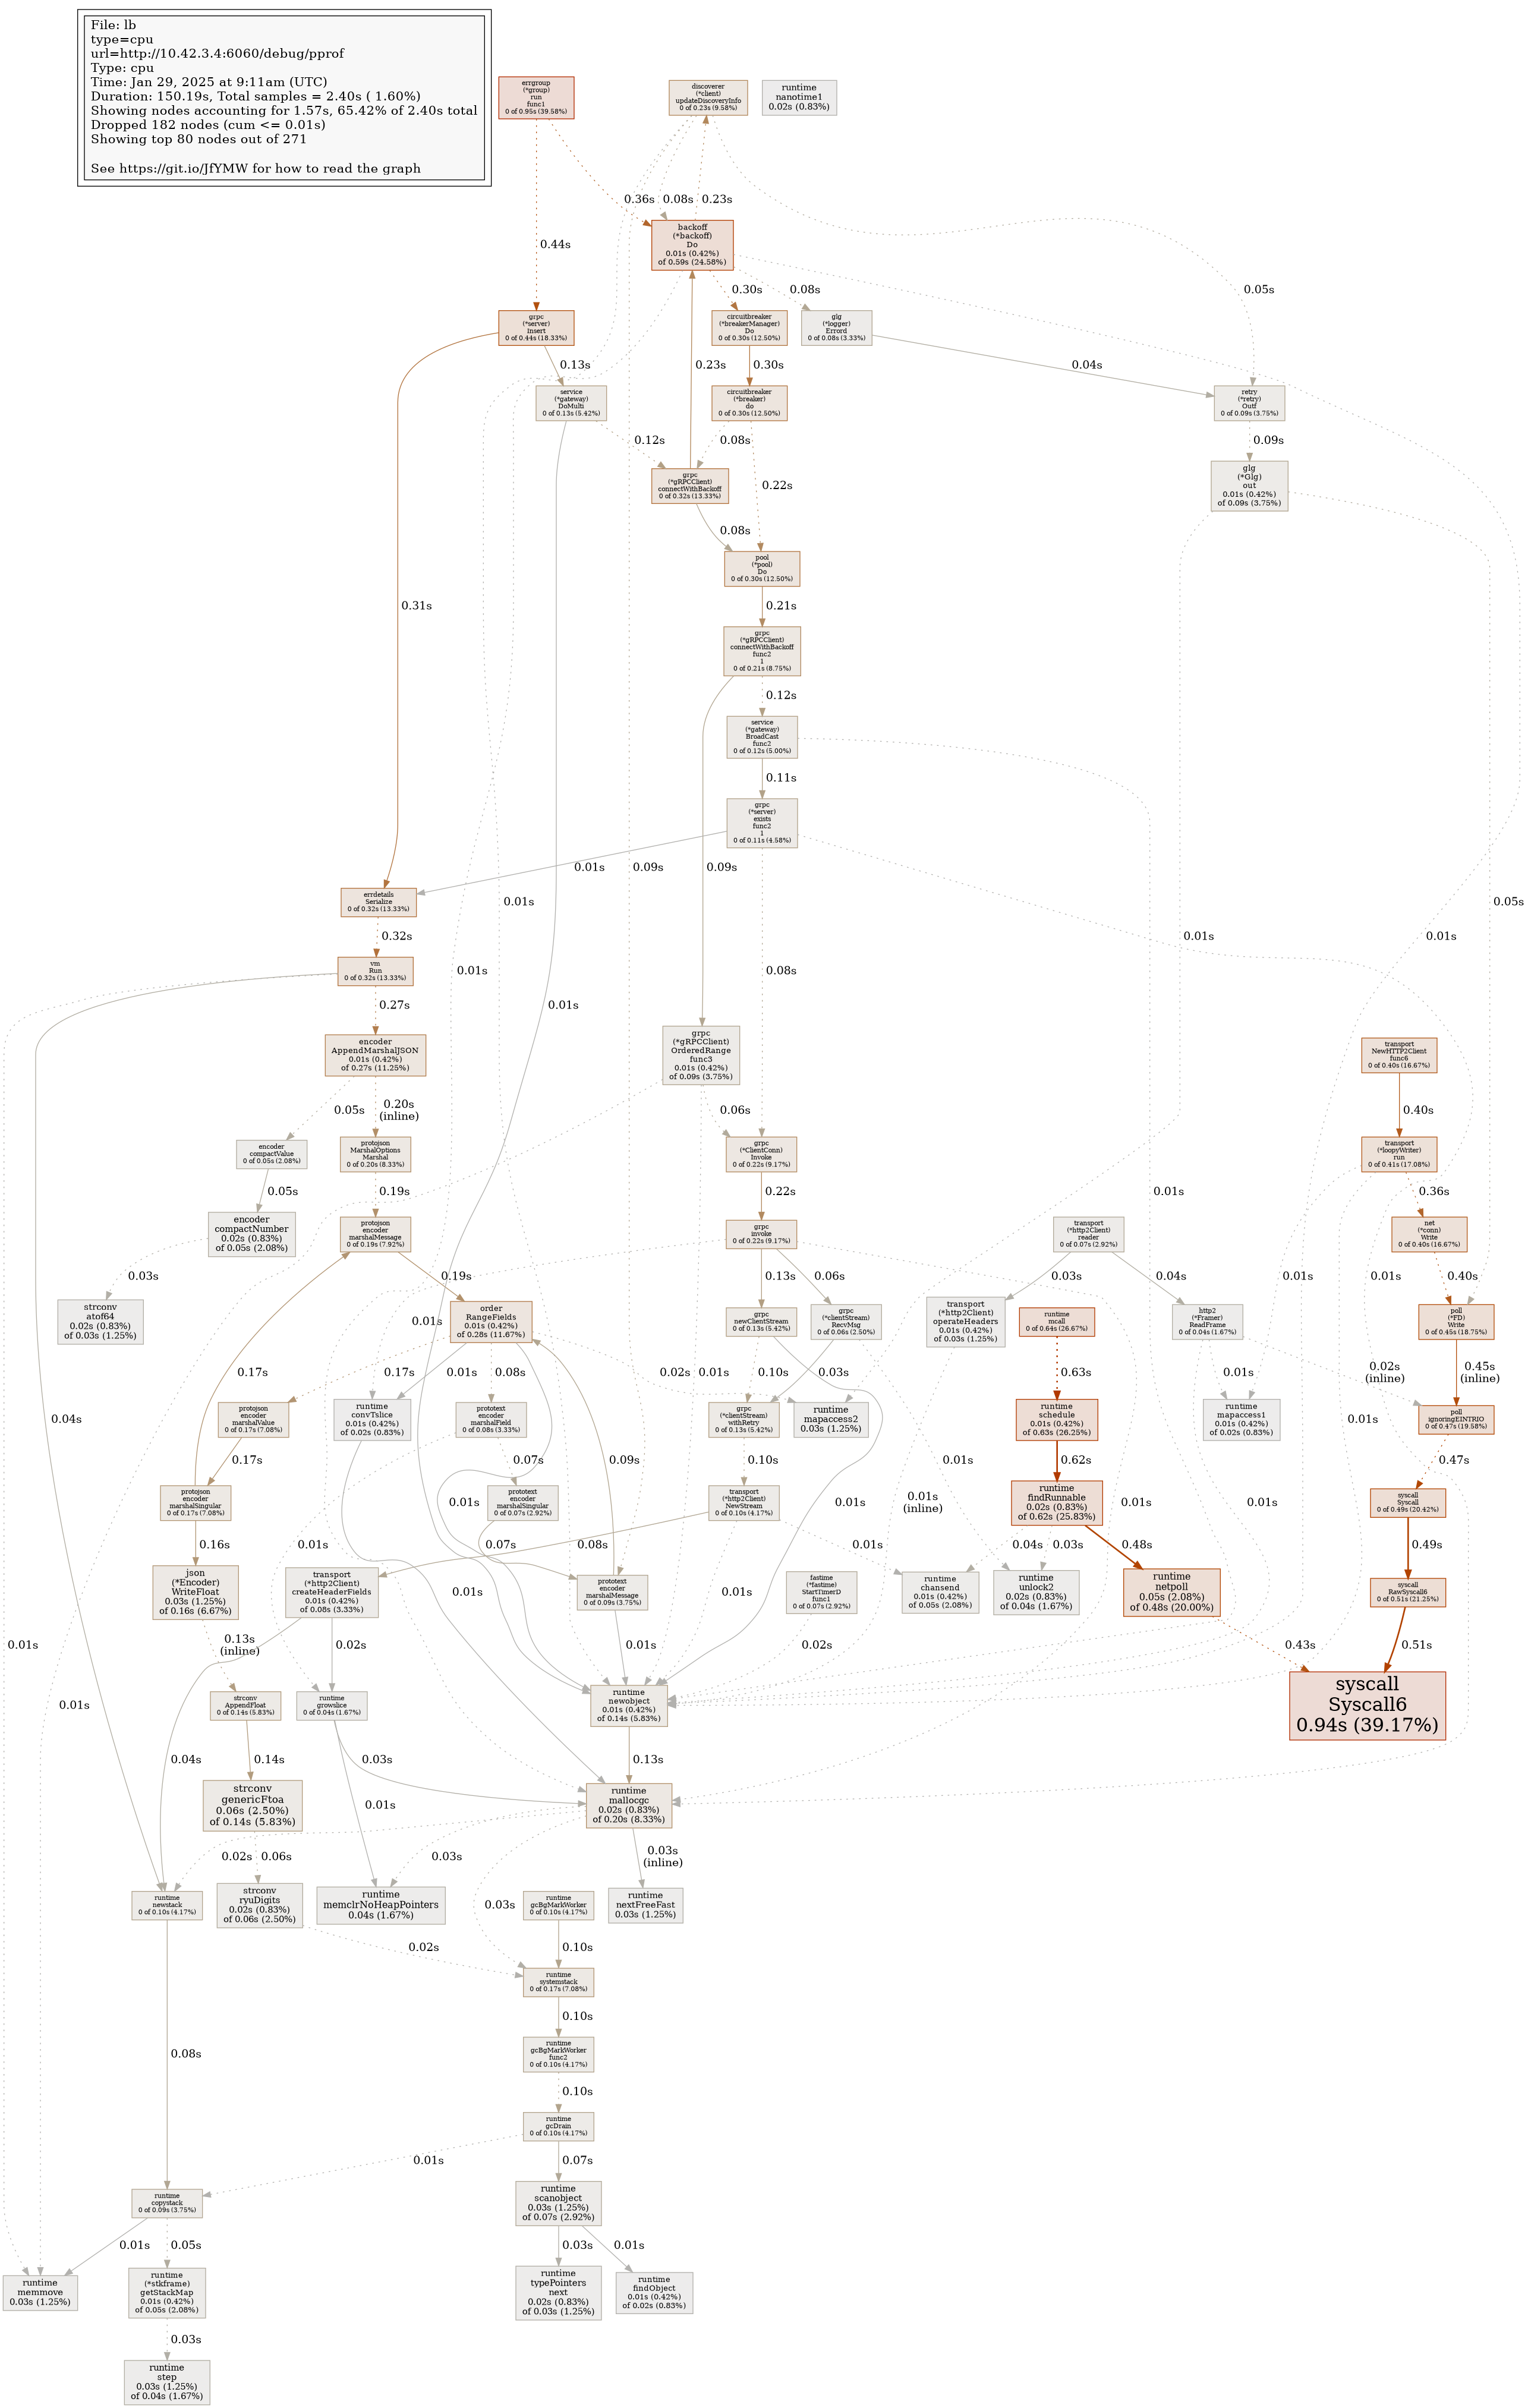 File: lb
type=cpu
url=http://10.42.3.4:6060/debug/pprof
Type: cpu
Time: Jan 29, 2025 at 9:11am (UTC)
Duration: 150.19s, Total samples = 2.40s ( 1.60%)
Showing nodes accounting for 1.57s, 65.42% of 2.40s total
Dropped 182 nodes (cum <= 0.01s)
Showing top 80 nodes out of 271
See https://git.io/JfYMW for how to read the graph
errgroup
(*group)
run
func1
0 of 0.95s (39.58%)
discoverer
(*client)
updateDiscoveryInfo
0 of 0.23s (9.58%)
runtime
nanotime1
0.02s (0.83%)
0.36s
0.08s
0.23s
0.44s
backoff
(*backoff)
Do
0.01s (0.42%)
of 0.59s (24.58%)
0.30s
0.08s
0.05s
grpc
(*server)
Insert
0 of 0.44s (18.33%)
circuitbreaker
(*breakerManager)
Do
0 of 0.30s (12.50%)
glg
(*logger)
Errord
0 of 0.08s (3.33%)
0.13s
0.23s
0.30s
0.04s
service
(*gateway)
DoMulti
0 of 0.13s (5.42%)
circuitbreaker
(*breaker)
do
0 of 0.30s (12.50%)
retry
(*retry)
Outf
0 of 0.09s (3.75%)
0.12s
0.08s
0.09s
grpc
(*gRPCClient)
connectWithBackoff
0 of 0.32s (13.33%)
0.22s
glg
(*Glg)
out
0.01s (0.42%)
of 0.09s (3.75%)
0.08s
pool
(*pool)
Do
0 of 0.30s (12.50%)
0.31s
0.21s
grpc
(*gRPCClient)
connectWithBackoff
func2
1
0 of 0.21s (8.75%)
0.12s
service
(*gateway)
BroadCast
func2
0 of 0.12s (5.00%)
0.11s
grpc
(*server)
exists
func2
1
0 of 0.11s (4.58%)
0.01s
0.09s
0.09s
errdetails
Serialize
0 of 0.32s (13.33%)
0.01s
0.05s
0.32s
0.01s
0.01s
vm
Run
0 of 0.32s (13.33%)
0.01s
0.08s
0.27s
0.01s
encoder
AppendMarshalJSON
0.01s (0.42%)
of 0.27s (11.25%)
grpc
(*gRPCClient)
OrderedRange
func3
0.01s (0.42%)
of 0.09s (3.75%)
transport
NewHTTP2Client
func6
0 of 0.40s (16.67%)
0.05s
0.20s
(inline)
0.06s
0.40s
encoder
compactValue
0 of 0.05s (2.08%)
protojson
MarshalOptions
Marshal
0 of 0.20s (8.33%)
grpc
(*ClientConn)
Invoke
0 of 0.22s (9.17%)
transport
(*loopyWriter)
run
0 of 0.41s (17.08%)
0.05s
0.19s
0.22s
0.01s
0.36s
encoder
compactNumber
0.02s (0.83%)
of 0.05s (2.08%)
protojson
encoder
marshalMessage
0 of 0.19s (7.92%)
grpc
invoke
0 of 0.22s (9.17%)
transport
(*http2Client)
reader
0 of 0.07s (2.92%)
net
(*conn)
Write
0 of 0.40s (16.67%)
0.03s
0.19s
0.13s
0.06s
0.03s
0.04s
0.01s
0.01s
0.40s
strconv
atof64
0.02s (0.83%)
of 0.03s (1.25%)
order
RangeFields
0.01s (0.42%)
of 0.28s (11.67%)
0.01s
grpc
newClientStream
0 of 0.13s (5.42%)
grpc
(*clientStream)
RecvMsg
0 of 0.06s (2.50%)
transport
(*http2Client)
operateHeaders
0.01s (0.42%)
of 0.03s (1.25%)
runtime
mcall
0 of 0.64s (26.67%)
http2
(*Framer)
ReadFrame
0 of 0.04s (1.67%)
poll
(*FD)
Write
0 of 0.45s (18.75%)
0.17s
0.17s
0.01s
0.08s
0.02s
0.01s
0.10s
0.03s
0.63s
0.01s
0.02s
(inline)
0.45s
(inline)
protojson
encoder
marshalValue
0 of 0.17s (7.08%)
runtime
convTslice
0.01s (0.42%)
of 0.02s (0.83%)
prototext
encoder
marshalField
0 of 0.08s (3.33%)
grpc
(*clientStream)
withRetry
0 of 0.13s (5.42%)
runtime
mapaccess2
0.03s (1.25%)
runtime
schedule
0.01s (0.42%)
of 0.63s (26.25%)
runtime
mapaccess1
0.01s (0.42%)
of 0.02s (0.83%)
poll
ignoringEINTRIO
0 of 0.47s (19.58%)
0.04s
0.17s
0.07s
0.09s
0.10s
0.01s
0.62s
0.01s
0.47s
protojson
encoder
marshalSingular
0 of 0.17s (7.08%)
prototext
encoder
marshalSingular
0 of 0.07s (2.92%)
0.01s
transport
(*http2Client)
NewStream
0 of 0.10s (4.17%)
0.01s
(inline)
0.01s
runtime
findRunnable
0.02s (0.83%)
of 0.62s (25.83%)
0.01s
0.01s
syscall
Syscall
0 of 0.49s (20.42%)
0.16s
0.01s
0.07s
0.08s
0.01s
0.04s
0.03s
0.48s
0.49s
json
(*Encoder)
WriteFloat
0.03s (1.25%)
of 0.16s (6.67%)
transport
(*http2Client)
createHeaderFields
0.01s (0.42%)
of 0.08s (3.33%)
0.01s
prototext
encoder
marshalMessage
0 of 0.09s (3.75%)
0.01s
fastime
(*fastime)
StartTimerD
func1
0 of 0.07s (2.92%)
runtime
chansend
0.01s (0.42%)
of 0.05s (2.08%)
runtime
unlock2
0.02s (0.83%)
of 0.04s (1.67%)
runtime
netpoll
0.05s (2.08%)
of 0.48s (20.00%)
syscall
RawSyscall6
0 of 0.51s (21.25%)
0.01s
0.13s
(inline)
0.02s
0.01s
0.02s
0.43s
0.51s
0.01s
strconv
AppendFloat
0 of 0.14s (5.83%)
runtime
growslice
0 of 0.04s (1.67%)
runtime
newobject
0.01s (0.42%)
of 0.14s (5.83%)
syscall
Syscall6
0.94s (39.17%)
0.04s
0.14s
0.03s
0.13s
strconv
genericFtoa
0.06s (2.50%)
of 0.14s (5.83%)
0.01s
runtime
mallocgc
0.02s (0.83%)
of 0.20s (8.33%)
0.02s
0.06s
0.03s
0.03s
(inline)
runtime
newstack
0 of 0.10s (4.17%)
strconv
ryuDigits
0.02s (0.83%)
of 0.06s (2.50%)
runtime
memclrNoHeapPointers
0.04s (1.67%)
0.03s
runtime
gcBgMarkWorker
0 of 0.10s (4.17%)
runtime
nextFreeFast
0.03s (1.25%)
0.02s
0.10s
runtime
systemstack
0 of 0.17s (7.08%)
0.10s
0.08s
runtime
gcBgMarkWorker
func2
0 of 0.10s (4.17%)
0.10s
runtime
gcDrain
0 of 0.10s (4.17%)
0.01s
0.07s
runtime
copystack
0 of 0.09s (3.75%)
runtime
scanobject
0.03s (1.25%)
of 0.07s (2.92%)
0.01s
0.05s
0.03s
0.01s
runtime
memmove
0.03s (1.25%)
runtime
(*stkframe)
getStackMap
0.01s (0.42%)
of 0.05s (2.08%)
runtime
typePointers
next
0.02s (0.83%)
of 0.03s (1.25%)
runtime
findObject
0.01s (0.42%)
of 0.02s (0.83%)
0.03s
runtime
step
0.03s (1.25%)
of 0.04s (1.67%)